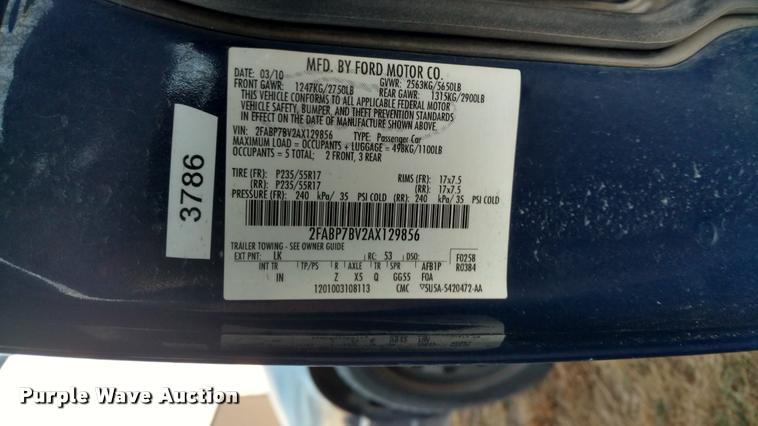 MFD. BY FORD MOTOR CO.
DATE: 03/10 GVWR: 2563KG/5650LB
FRONT GAWR: 1247KG/2750LB REAR GAWR: 1315KG/2900LB
THIS VEHICLE CONFORMS TO ALL APPLICABLE FEDERAL MOTOR
VEHICLE SAFETY, BUMPER, AND THEFT PREVENTION STANDARDS
IN EFFECT ON THE DATE OF MANUFACTURE SHOWN ABOVE.
VIN: 2FABP7BV2AX129856 TYPE: Passenger Car
MAXIMUM LOAD = OCCUPANTS + LUGGAGE = 498KG/1100LB
OCCUPANTS = 5 TOTAL; 2 FRONT, 3 REAR
TIRE (FR): P235/55R17 RIMS (FR): 17x7.5
(RR): P235/55R17 (RR): 17x7.5
PRESSURE (FR): 240 kPa/ 35 PSI COLD (RR): 240 kPa/ 35 PSI COLD
2FABP7BV2AX129856
TRAILER TOWING - SEE OWNER GUIDE
EXT PNT: LK RC: 53 DSO: F0258
INT TR TP/PS R AXLE TR SPR AFB1P R0384
IN Z X5 Q GG55 FOA
1201003108113 CMC ▽5U5A-5420472-AA
3786
Purple Wave Auction